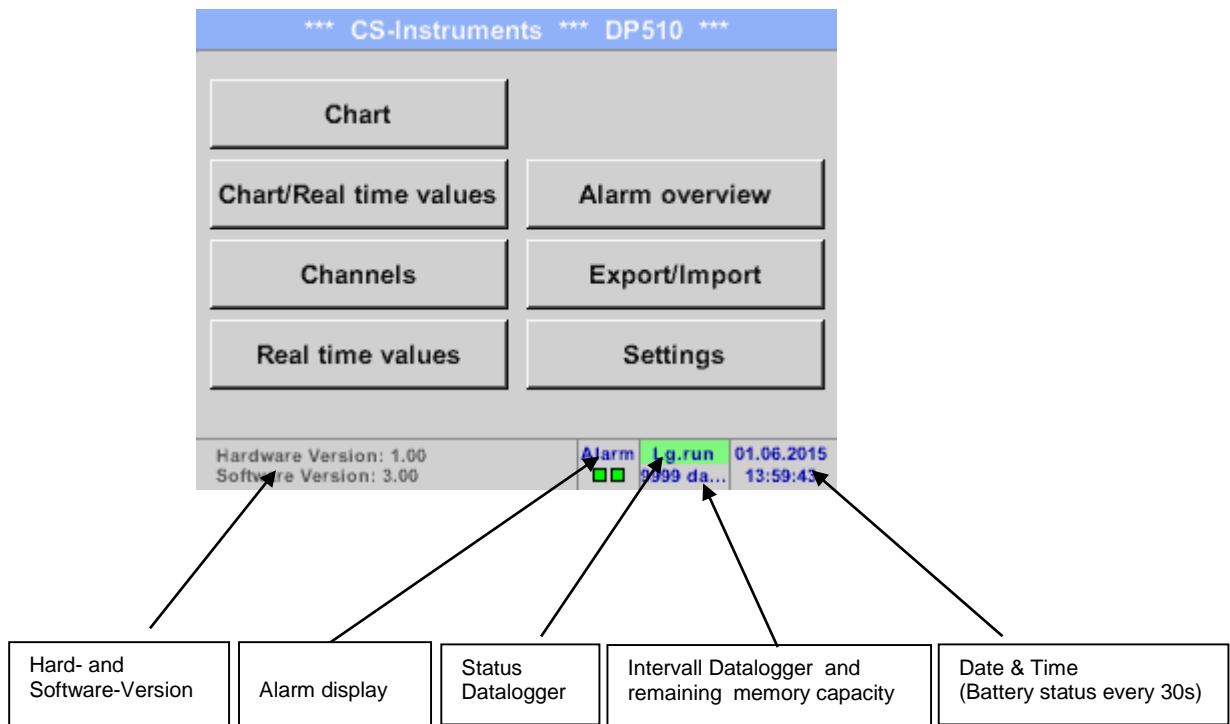 *** CS-Instruments *** DP510 ***
Chart
Chart/Real time values
Alarm overview
Channels
Export/Import
Real time values
Settings
Hardware Version: 1.00
Software Version: 3.00
Alarm
Lg.run
9999 da...
01.06.2015
13:59:43
Hard- and
Software-Version
Alarm display
Status
Datalogger
Intervall Datalogger and
remaining memory capacity
Date & Time
(Battery status every 30s)